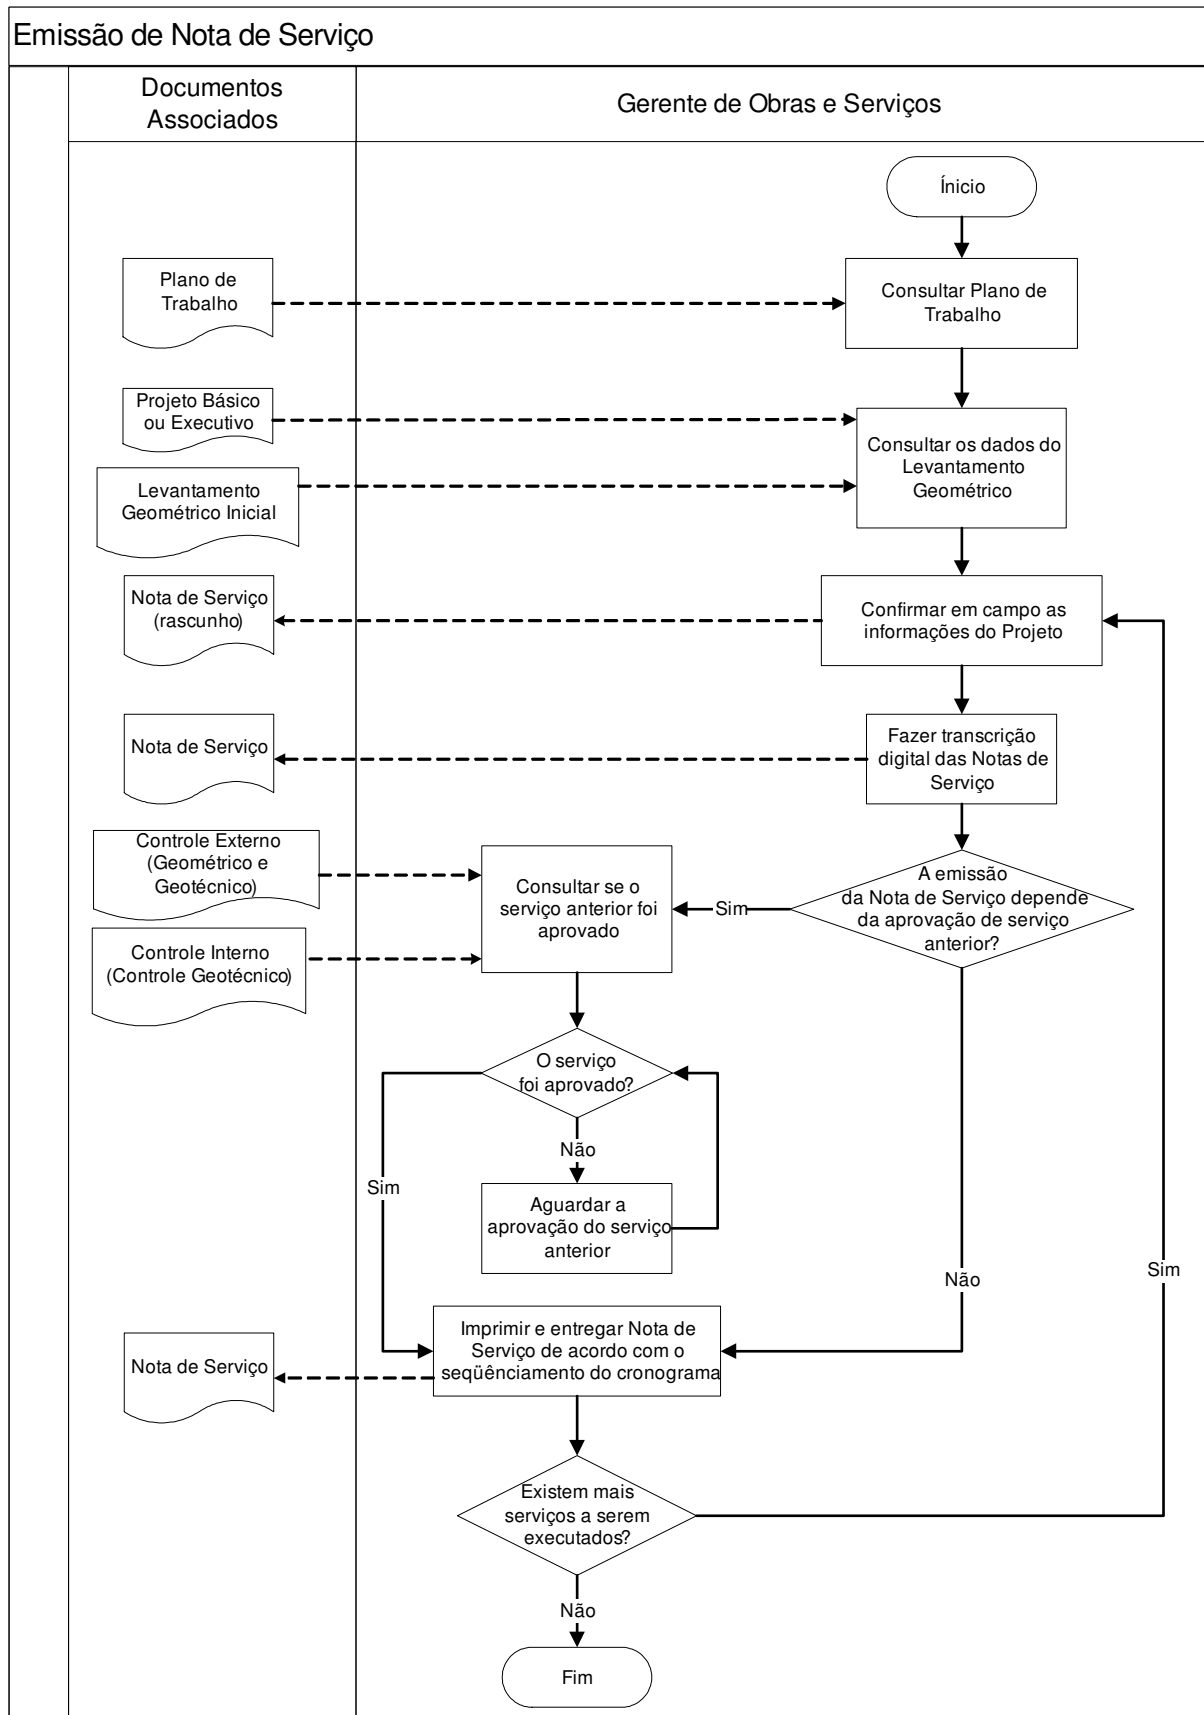 Emissão de Nota de Serviço
Documentos
Associados
Gerente de Obras e Serviços
Ínicio
Plano de
Trabalho
Consultar Plano de
Trabalho
Projeto Básico
ou Executivo
Consultar os dados do
Levantamento
Geométrico
Levantamento
Geométrico Inicial
Nota de Serviço
(rascunho)
Confirmar em campo as
informações do Projeto
Nota de Serviço
Fazer transcrição
digital das Notas de
Serviço
Controle Externo
(Geométrico e
Geotécnico)
Consultar se o
serviço anterior foi
aprovado
Sim
A emissão
da Nota de Serviço depende
da aprovação de serviço
anterior?
Controle Interno
(Controle Geotécnico)
O serviço
foi aprovado?
Não
Sim
Aguardar a
aprovação do serviço
anterior
Não
Sim
Imprimir e entregar Nota de
Serviço de acordo com o
seqüênciamento do cronograma
Nota de Serviço
Existem mais
serviços a serem
executados?
Não
Fim